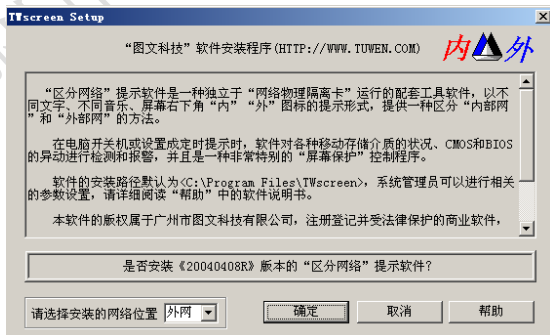 TWscreen Setup
“图文科技”软件安装程序(HTTP://WWW.TUWEN.COM)
内 外
“区分网络”提示软件是一种独立于“网络物理隔离卡”运行的配套工具软件，以不
同文字、不同音乐、屏幕右下角“内”“外”图标的提示形式，提供一种区分“内部网
”和“外部网”的方法。
在电脑开关机或设置成定时提示时，软件对各种移动存储介质的状况、CMOS和BIOS
的异动进行检测和报警，并且是一种非常特别的“屏幕保护”控制程序。
软件的安装路径默认为<C:\Program Files\TWscreen>，系统管理员可以进行相关
的参数设置，请详细阅读“帮助”中的软件说明书。
本软件的版权属于广州市图文科技有限公司，注册登记并受法律保护的商业软件，
是否安装《20040408R》版本的“区分网络”提示软件？
请选择安装的网络位置 外网
确定 取消 帮助